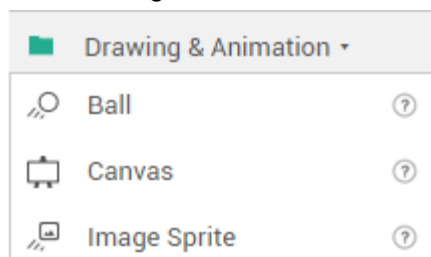 Drawing & Animation
Ball ?
Canvas ?
Image Sprite ?